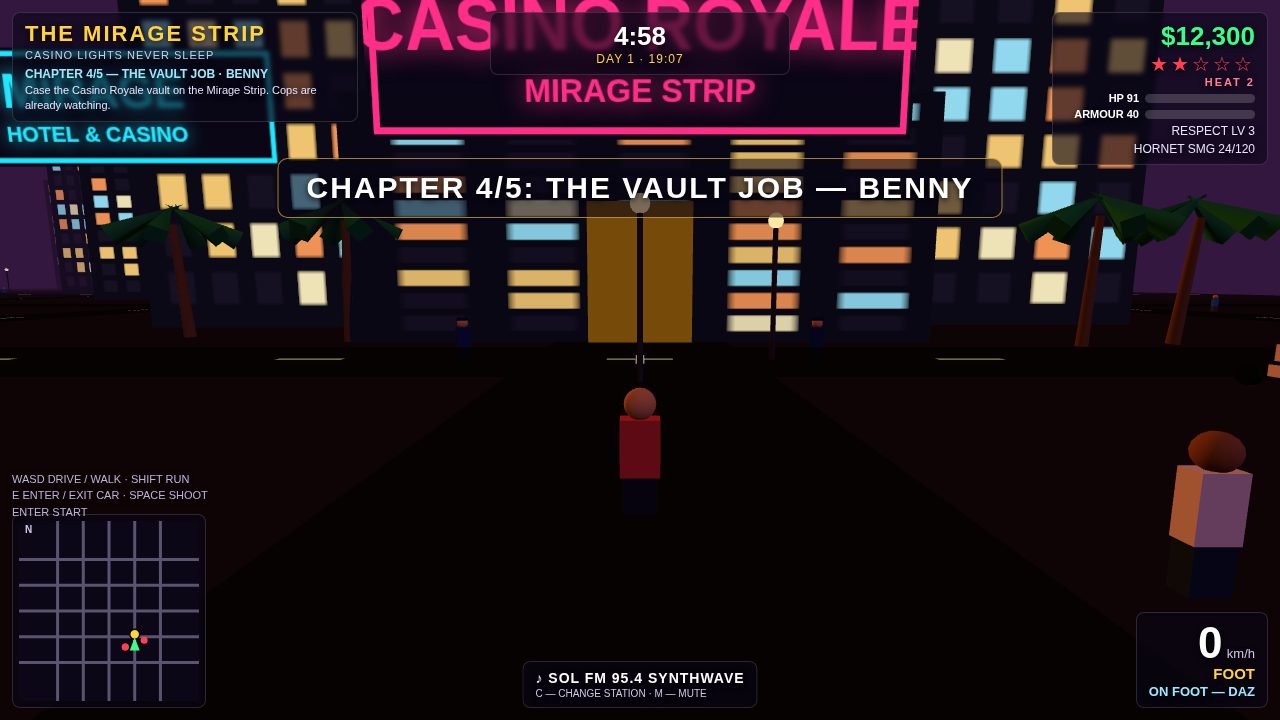 THE MIRAGE STRIP
CASINO LIGHTS NEVER SLEEP
CHAPTER 4/5 — THE VAULT JOB · BENNY
Case the Casino Royale vault on the Mirage Strip. Cops are
already watching.
HOTEL & CASINO
CASINO ROYALE
MIRAGE STRIP
4:58
DAY 1 · 19:07
$12,300
★★☆☆☆
HEAT 2
HP 91
ARMOUR 40
RESPECT LV 3
HORNET SMG 24/120
CHAPTER 4/5: THE VAULT JOB — BENNY
WASD DRIVE / WALK · SHIFT RUN
E ENTER / EXIT CAR · SPACE SHOOT
ENTER START
N
♪ SOL FM 95.4 SYNTHWAVE
C — CHANGE STATION · M — MUTE
0 km/h
FOOT
ON FOOT — DAZ